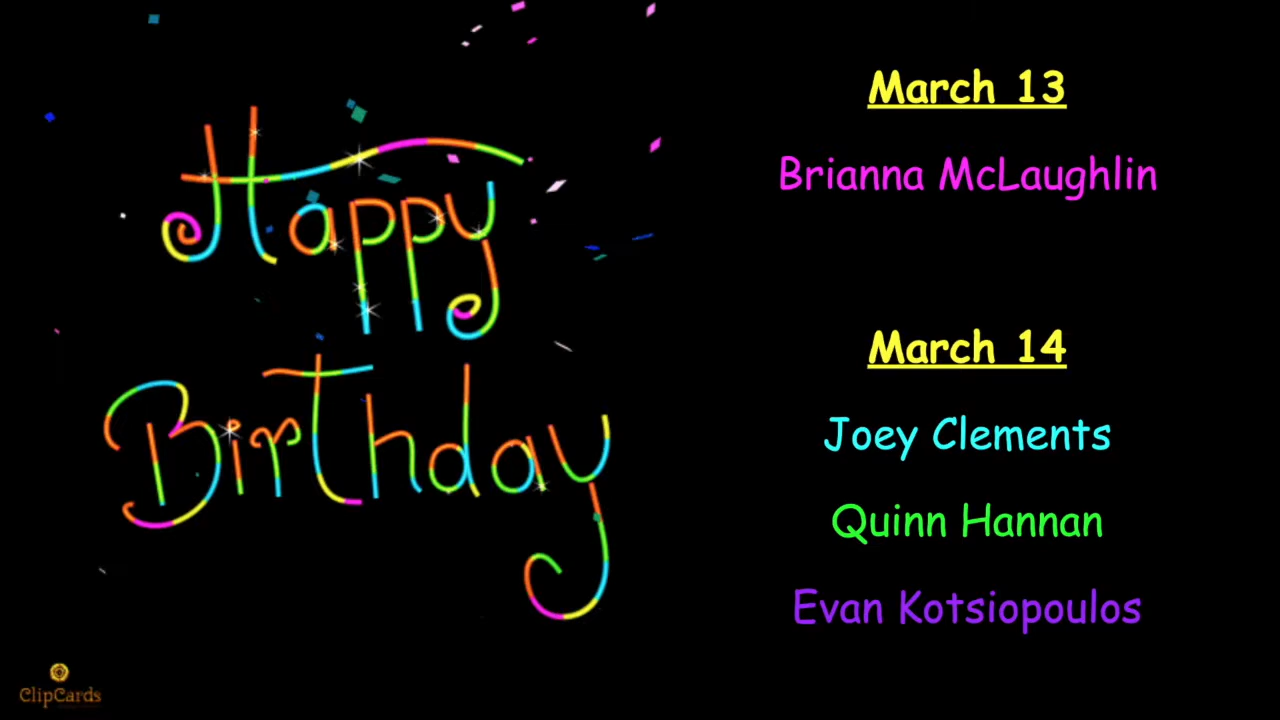 Happy
Birthday
March 13
Brianna McLaughlin
March 14
Joey Clements
Quinn Hannan
Evan Kotsiopoulos
ClipCards